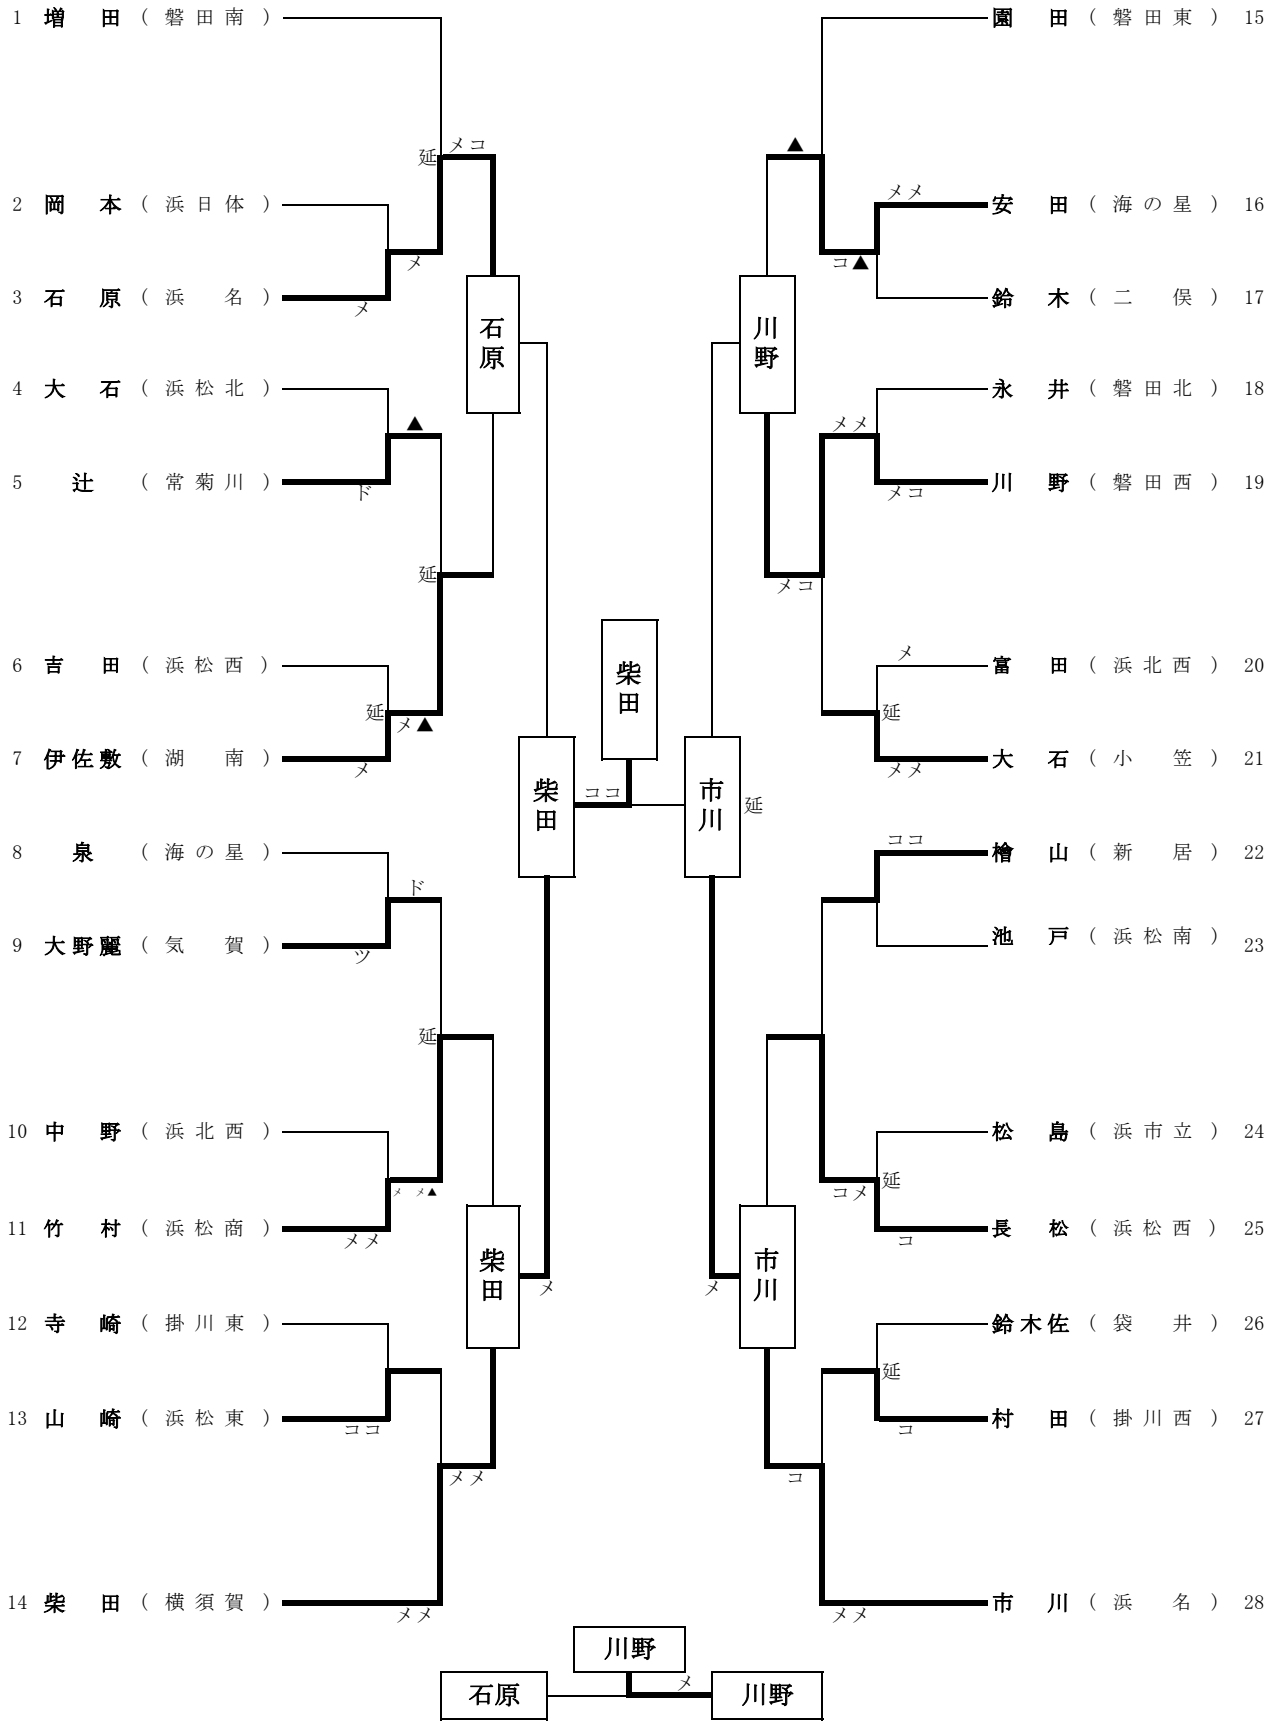 1 増田 (磐田南)
園田 (磐田東) 15
メコ
延
▲
2 岡本 (浜日体)
メメ
安田 (海の星) 16
メ
コ▲
3 石原 (浜名)
メ
鈴木 (二俣) 17
石原
川野
4 大石 (浜松北)
永井 (磐田北) 18
▲
メメ
5 辻 (常菊川)
ド
川野 (磐田西) 19
メコ
延
メコ
6 吉田 (浜松西)
メ
富田 (浜北西) 20
柴田
延
メ▲
延
7 伊佐敷 (湖南)
メ
大石 (小笠) 21
メメ
柴田
ココ
市川
延
8 泉 (海の星)
ココ
檜山 (新居) 22
ド
9 大野麗 (気賀)
ツ
池戸 (浜松南) 23
延
10 中野 (浜北西)
松島 (浜市立) 24
メ メ▲
コメ
延
11 竹村 (浜松商)
メメ
長松 (浜松西) 25
コ
柴田
メ
メ
市川
12 寺崎 (掛川東)
鈴木佐 (袋井) 26
延
13 山崎 (浜松東)
ココ
村田 (掛川西) 27
コ
メメ
コ
14 柴田 (横須賀)
メメ
市川 (浜名) 28
メメ
川野
石原
メ
川野